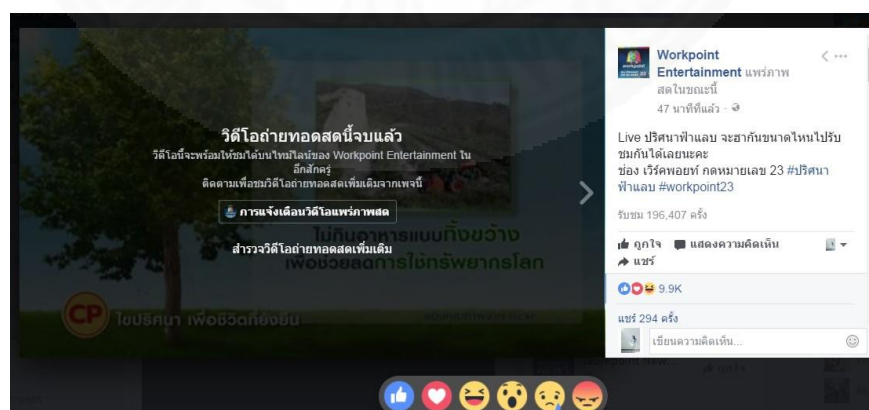 วิดีโอถ่ายทอดสดนี้จบแล้ว
วิดีโอนี้จะพร้อมให้ชมได้บนไทม์ไลน์ของ Workpoint Entertainment ใน
อีกสักครู่
ติดตามเพื่อชมวิดีโอถ่ายทอดสดเพิ่มเติมจากเพจนี้
การแจ้งเตือนวิดีโอแพร่ภาพสด
สำรวจวิดีโอถ่ายทอดสดเพิ่มเติม
ไม่กินอาหารแบบทิ้งขว้าง
เพื่อช่วยลดการใช้ทรัพยากรโลก
CP ไขปริศนา เพื่อชีวิตที่ยั่งยืน
Workpoint
Entertainment แพร่ภาพ
สดในขณะนี้
47 นาทีที่แล้ว ·
Live ปริศนาฟ้าแลบ จะฮากันขนาดไหนไปรับ
ชมกันได้เลยนะคะ
ช่อง เวิร์คพอยท์ กดหมายเลข 23 #ปริศนา
ฟ้าแลบ #workpoint23
รับชม 196,407 ครั้ง
ถูกใจ แสดงความคิดเห็น
แชร์
9.9K
แชร์ 294 ครั้ง
เขียนความคิดเห็น...